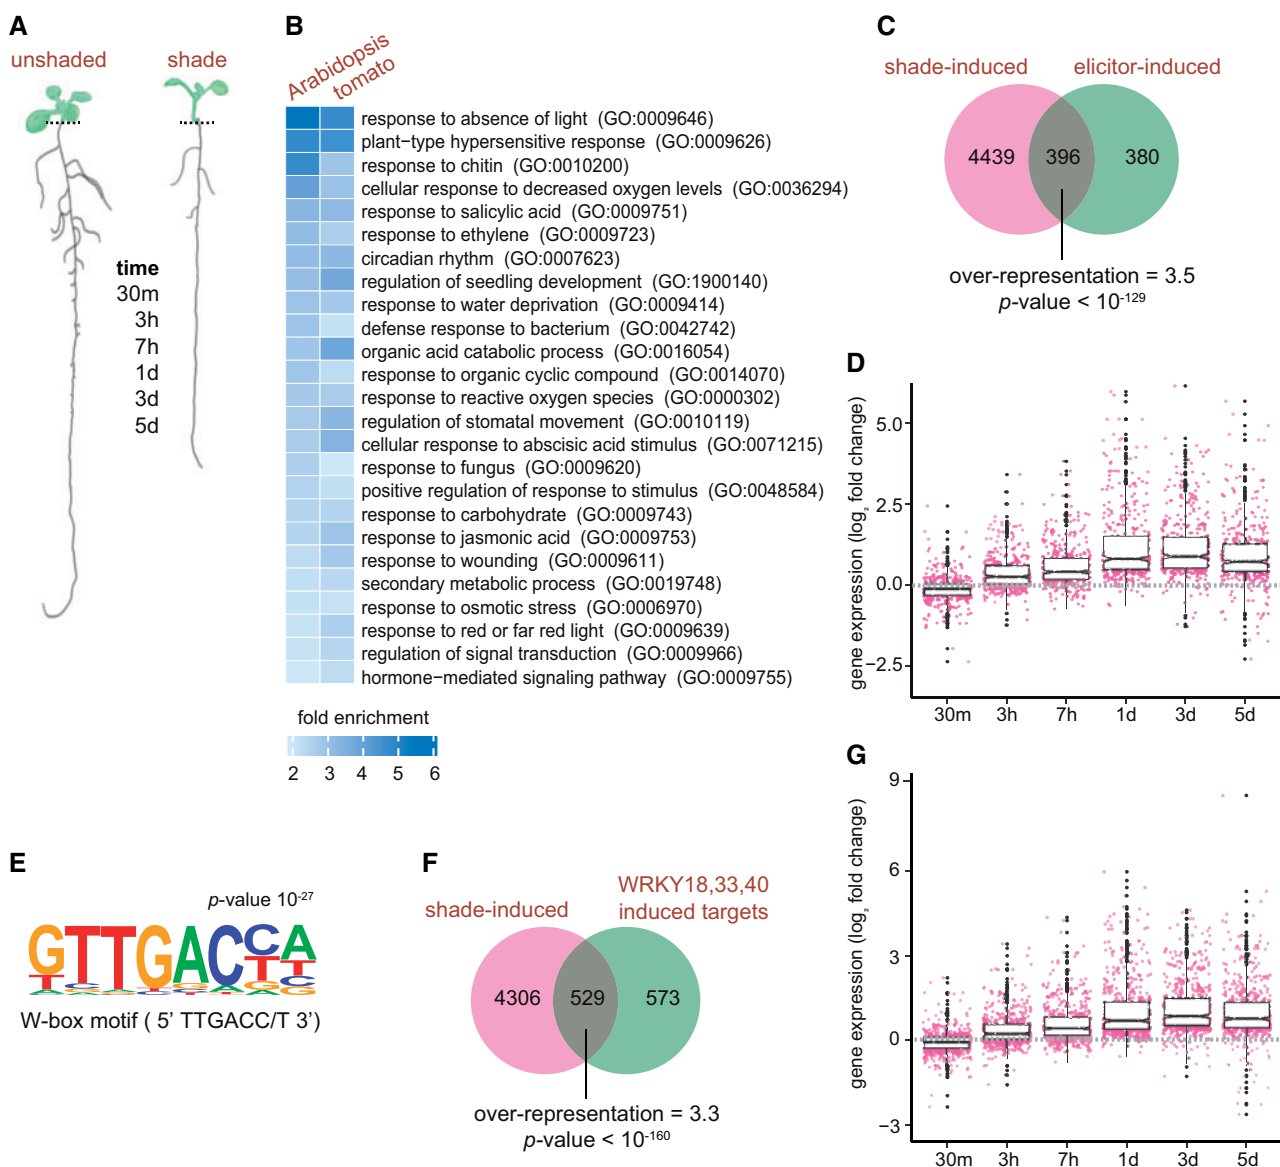 A
unshaded
shade
time
30m
3h
7h
1d
3d
5d
B
Arabidopsis
tomato
response to absence of light (GO:0009646)
plant−type hypersensitive response (GO:0009626)
response to chitin (GO:0010200)
cellular response to decreased oxygen levels (GO:0036294)
response to salicylic acid (GO:0009751)
response to ethylene (GO:0009723)
circadian rhythm (GO:0007623)
regulation of seedling development (GO:1900140)
response to water deprivation (GO:0009414)
defense response to bacterium (GO:0042742)
organic acid catabolic process (GO:0016054)
response to organic cyclic compound (GO:0014070)
response to reactive oxygen species (GO:0000302)
regulation of stomatal movement (GO:0010119)
cellular response to abscisic acid stimulus (GO:0071215)
response to fungus (GO:0009620)
positive regulation of response to stimulus (GO:0048584)
response to carbohydrate (GO:0009743)
response to jasmonic acid (GO:0009753)
response to wounding (GO:0009611)
secondary metabolic process (GO:0019748)
response to osmotic stress (GO:0006970)
response to red or far red light (GO:0009639)
regulation of signal transduction (GO:0009966)
hormone−mediated signaling pathway (GO:0009755)
fold enrichment
2 3 4 5 6
C
shade-induced
elicitor-induced
4439 396 380
over-representation = 3.5
p-value < 10⁻¹²⁹
D
gene expression (log₂ fold change)
5.0
2.5
0.0
−2.5
30m 3h 7h 1d 3d 5d
E
p-value 10⁻²⁷
GTTGACCA
W-box motif ( 5' TTGACC/T 3')
F
shade-induced
WRKY18,33,40
induced targets
4306 529 573
over-representation = 3.3
p-value < 10⁻¹⁶⁰
G
gene expression (log₂ fold change)
9
6
3
0
−3
30m 3h 7h 1d 3d 5d